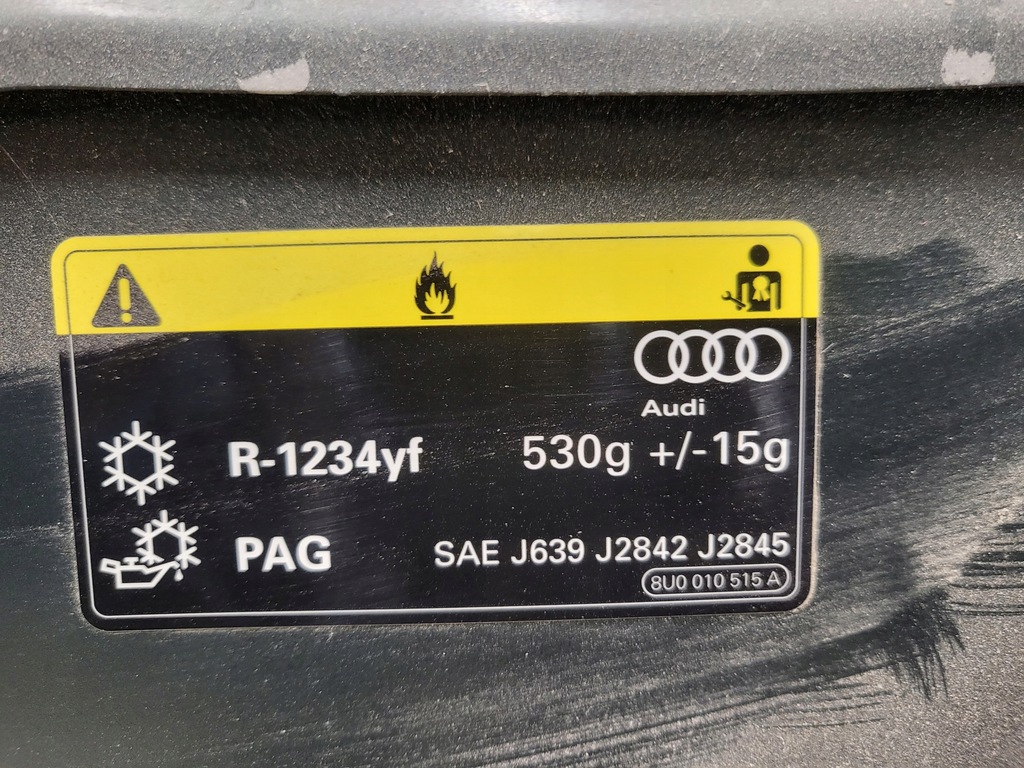 Audi
R-1234yf 530g +/-15g
PAG SAE J639 J2842 J2845
8U0 010 515 A